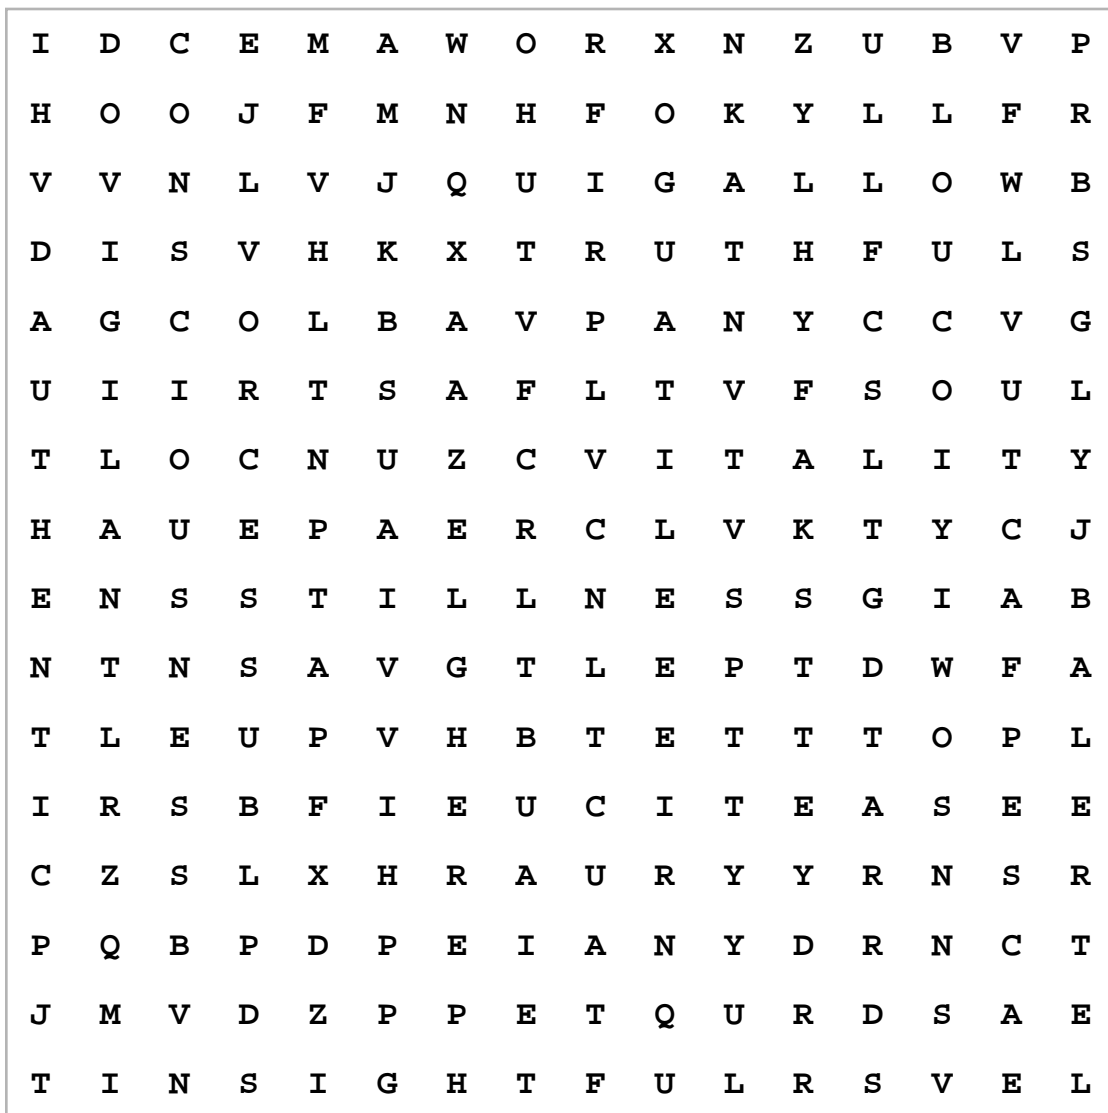 I D C E M A W O R X N Z U B V P
H O O J F M N H F O K Y L L F R
V V N L V J Q U I G A L L O W B
D I S V H K X T R U T H F U L S
A G C O L B A V P A N Y C C V G
U I I R T S A F L T V F S O U L
T L O C N U Z C V I T A L I T Y
H A U E P A E R C L V K T Y C J
E N S S T I L L N E S S G I A B
N T N S A V G T L E P T D W F A
T L E U P V H B T E T T T O P L
I R S B F I E U C I T E A S E E
C Z S L X H R A U R Y Y R N S R
P Q B P D P E I A N Y D R N C T
J M V D Z P P E T Q U R D S A E
T I N S I G H T F U L R S V E L